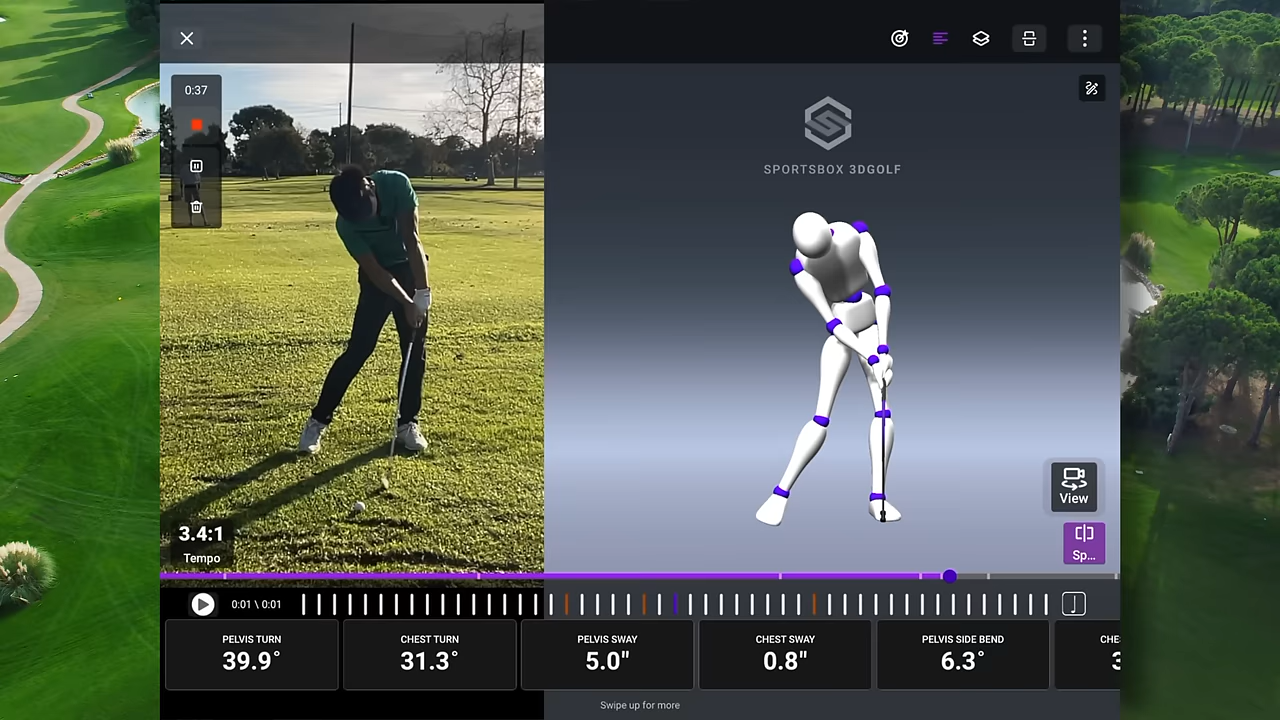 0:37
SPORTSBOX 3DGOLF
View
Sp...
3.4:1
Tempo
0:01 \ 0:01
PELVIS TURN
39.9°
CHEST TURN
31.3°
PELVIS SWAY
5.0"
CHEST SWAY
0.8"
PELVIS SIDE BEND
6.3°
CHE
Swipe up for more